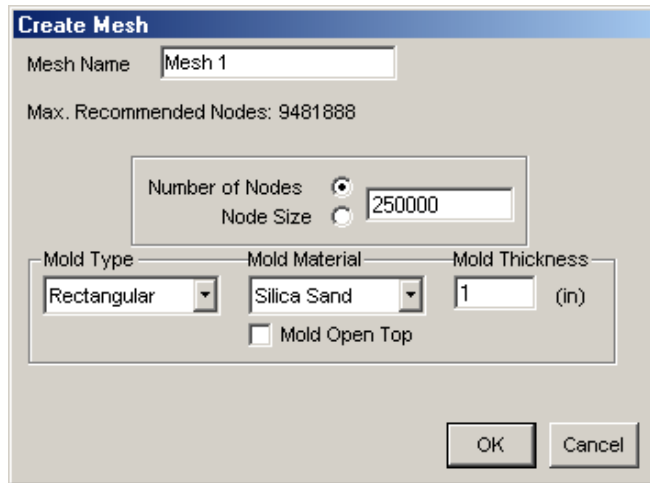 Create Mesh
Mesh Name Mesh 1
Max. Recommended Nodes: 9481888
Number of Nodes
Node Size
250000
Mold Type Mold Material Mold Thickness
Rectangular Silica Sand 1 (in)
Mold Open Top
OK Cancel